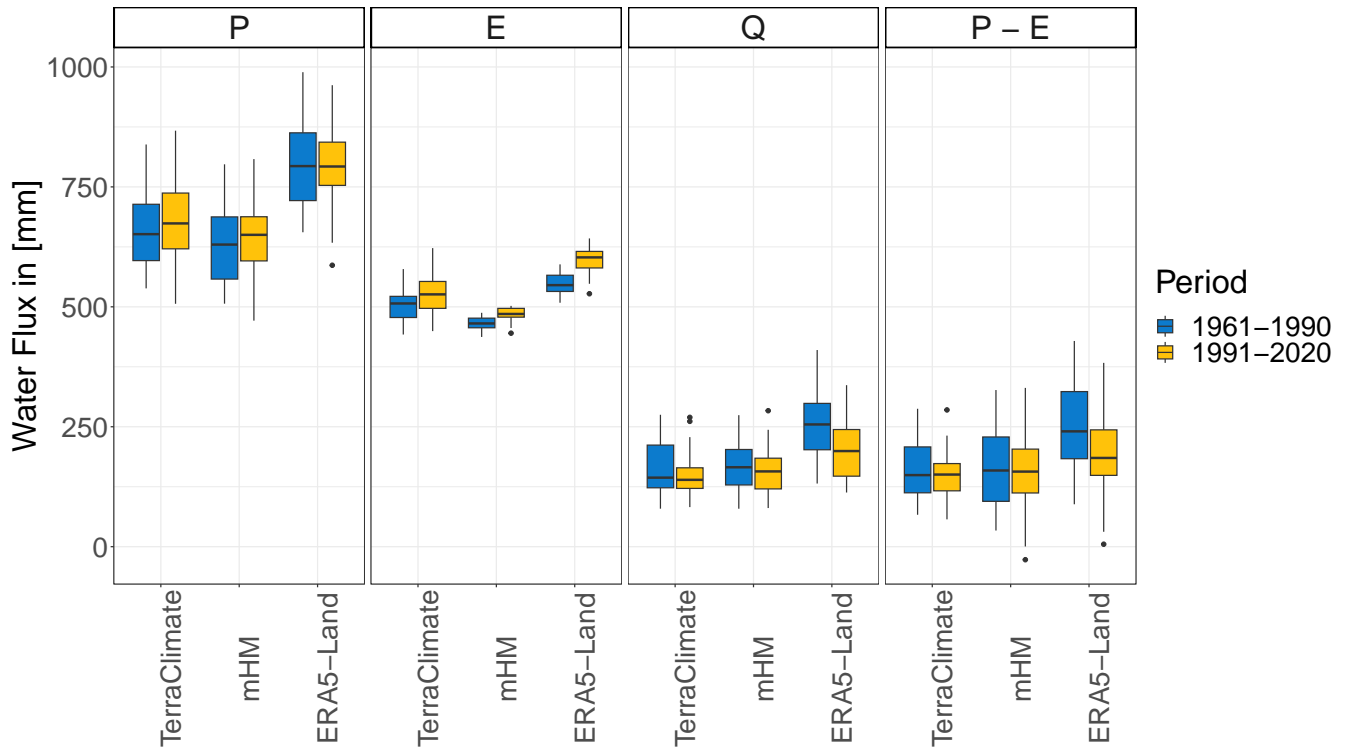 P
E
Q
P − E
Water Flux in [mm]
1000
750
500
250
0
TerraClimate
mHM
ERA5−Land
TerraClimate
mHM
ERA5−Land
TerraClimate
mHM
ERA5−Land
TerraClimate
mHM
ERA5−Land
Period
1961−1990
1991−2020